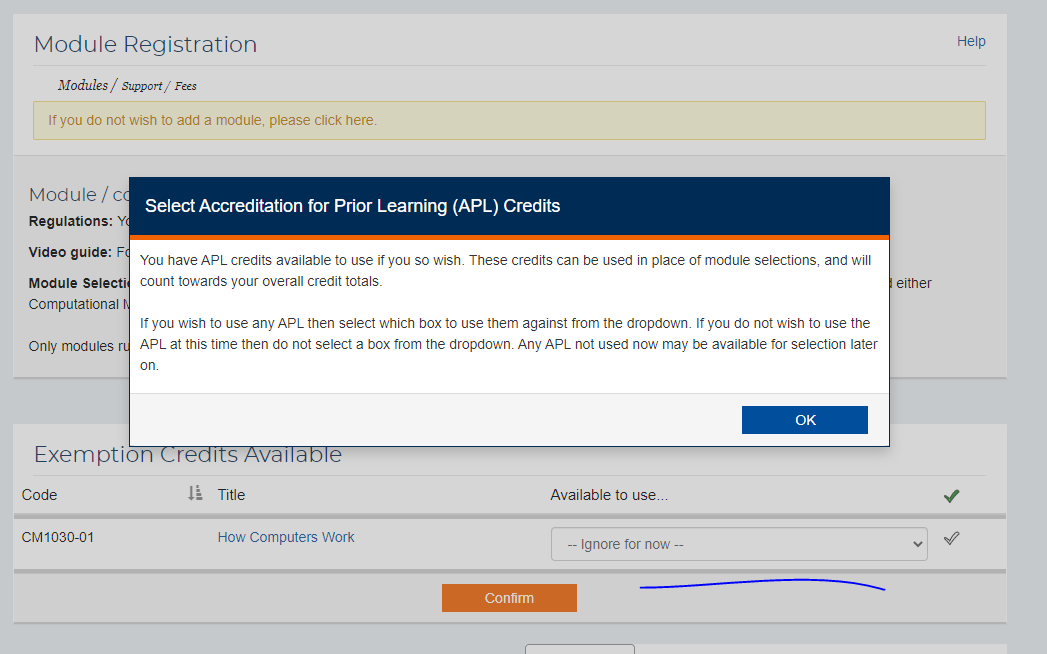 Module Registration
Help
Modules / Support / Fees
If you do not wish to add a module, please click here.
Module / co
Regulations: Yo
Video guide: Fo
Module Selectio
d either
Computational M
Only modules ru
Select Accreditation for Prior Learning (APL) Credits
You have APL credits available to use if you so wish. These credits can be used in place of module selections, and will
count towards your overall credit totals.
If you wish to use any APL then select which box to use them against from the dropdown. If you do not wish to use the
APL at this time then do not select a box from the dropdown. Any APL not used now may be available for selection later
on.
OK
Exemption Credits Available
Code Title Available to use...
CM1030-01 How Computers Work -- Ignore for now --
Confirm